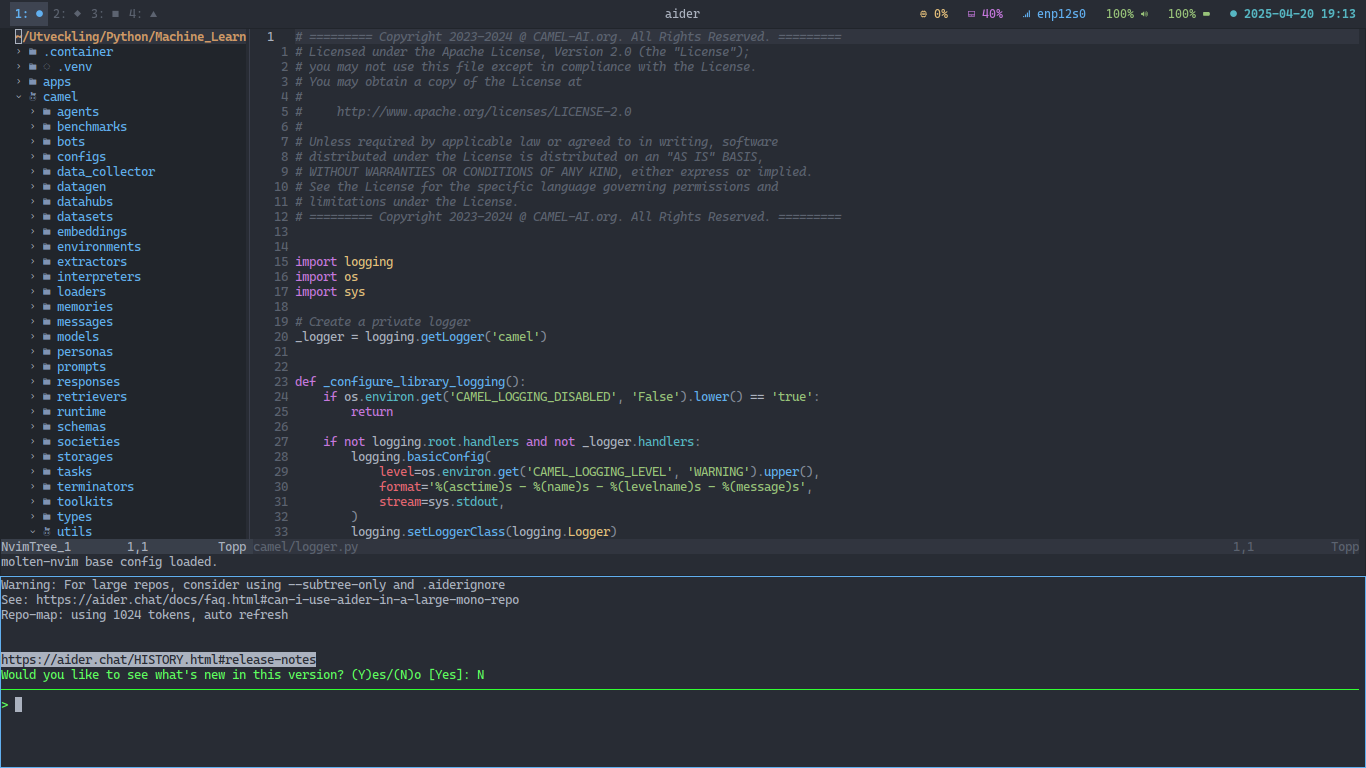 1: 2: 3: 4: aider 0% 40% enp12s0 100% 100% 2025-04-20 19:13
/Utveckling/Python/Machine_Learn
.container
.venv
apps
camel
agents
benchmarks
bots
configs
data_collector
datagen
datahubs
datasets
embeddings
environments
extractors
interpreters
loaders
memories
messages
models
personas
prompts
responses
retrievers
runtime
schemas
societies
storages
tasks
terminators
toolkits
types
utils
NvimTree_1 1,1 Topp
1 # ========= Copyright 2023-2024 @ CAMEL-AI.org. All Rights Reserved. =========
1 # Licensed under the Apache License, Version 2.0 (the "License");
2 # you may not use this file except in compliance with the License.
3 # You may obtain a copy of the License at
4 #
5 #     http://www.apache.org/licenses/LICENSE-2.0
6 #
7 # Unless required by applicable law or agreed to in writing, software
8 # distributed under the License is distributed on an "AS IS" BASIS,
9 # WITHOUT WARRANTIES OR CONDITIONS OF ANY KIND, either express or implied.
10 # See the License for the specific language governing permissions and
11 # limitations under the License.
12 # ========= Copyright 2023-2024 @ CAMEL-AI.org. All Rights Reserved. =========
13
14
15 import logging
16 import os
17 import sys
18
19 # Create a private logger
20 _logger = logging.getLogger('camel')
21
22
23 def _configure_library_logging():
24     if os.environ.get('CAMEL_LOGGING_DISABLED', 'False').lower() == 'true':
25         return
26
27     if not logging.root.handlers and not _logger.handlers:
28         logging.basicConfig(
29             level=os.environ.get('CAMEL_LOGGING_LEVEL', 'WARNING').upper(),
30             format='%(asctime)s - %(name)s - %(levelname)s - %(message)s',
31             stream=sys.stdout,
32         )
33         logging.setLoggerClass(logging.Logger)
camel/logger.py 1,1 Topp
molten-nvim base config loaded.
Warning: For large repos, consider using --subtree-only and .aiderignore
See: https://aider.chat/docs/faq.html#can-i-use-aider-in-a-large-mono-repo
Repo-map: using 1024 tokens, auto refresh
https://aider.chat/HISTORY.html#release-notes
Would you like to see what's new in this version? (Y)es/(N)o [Yes]: N
>